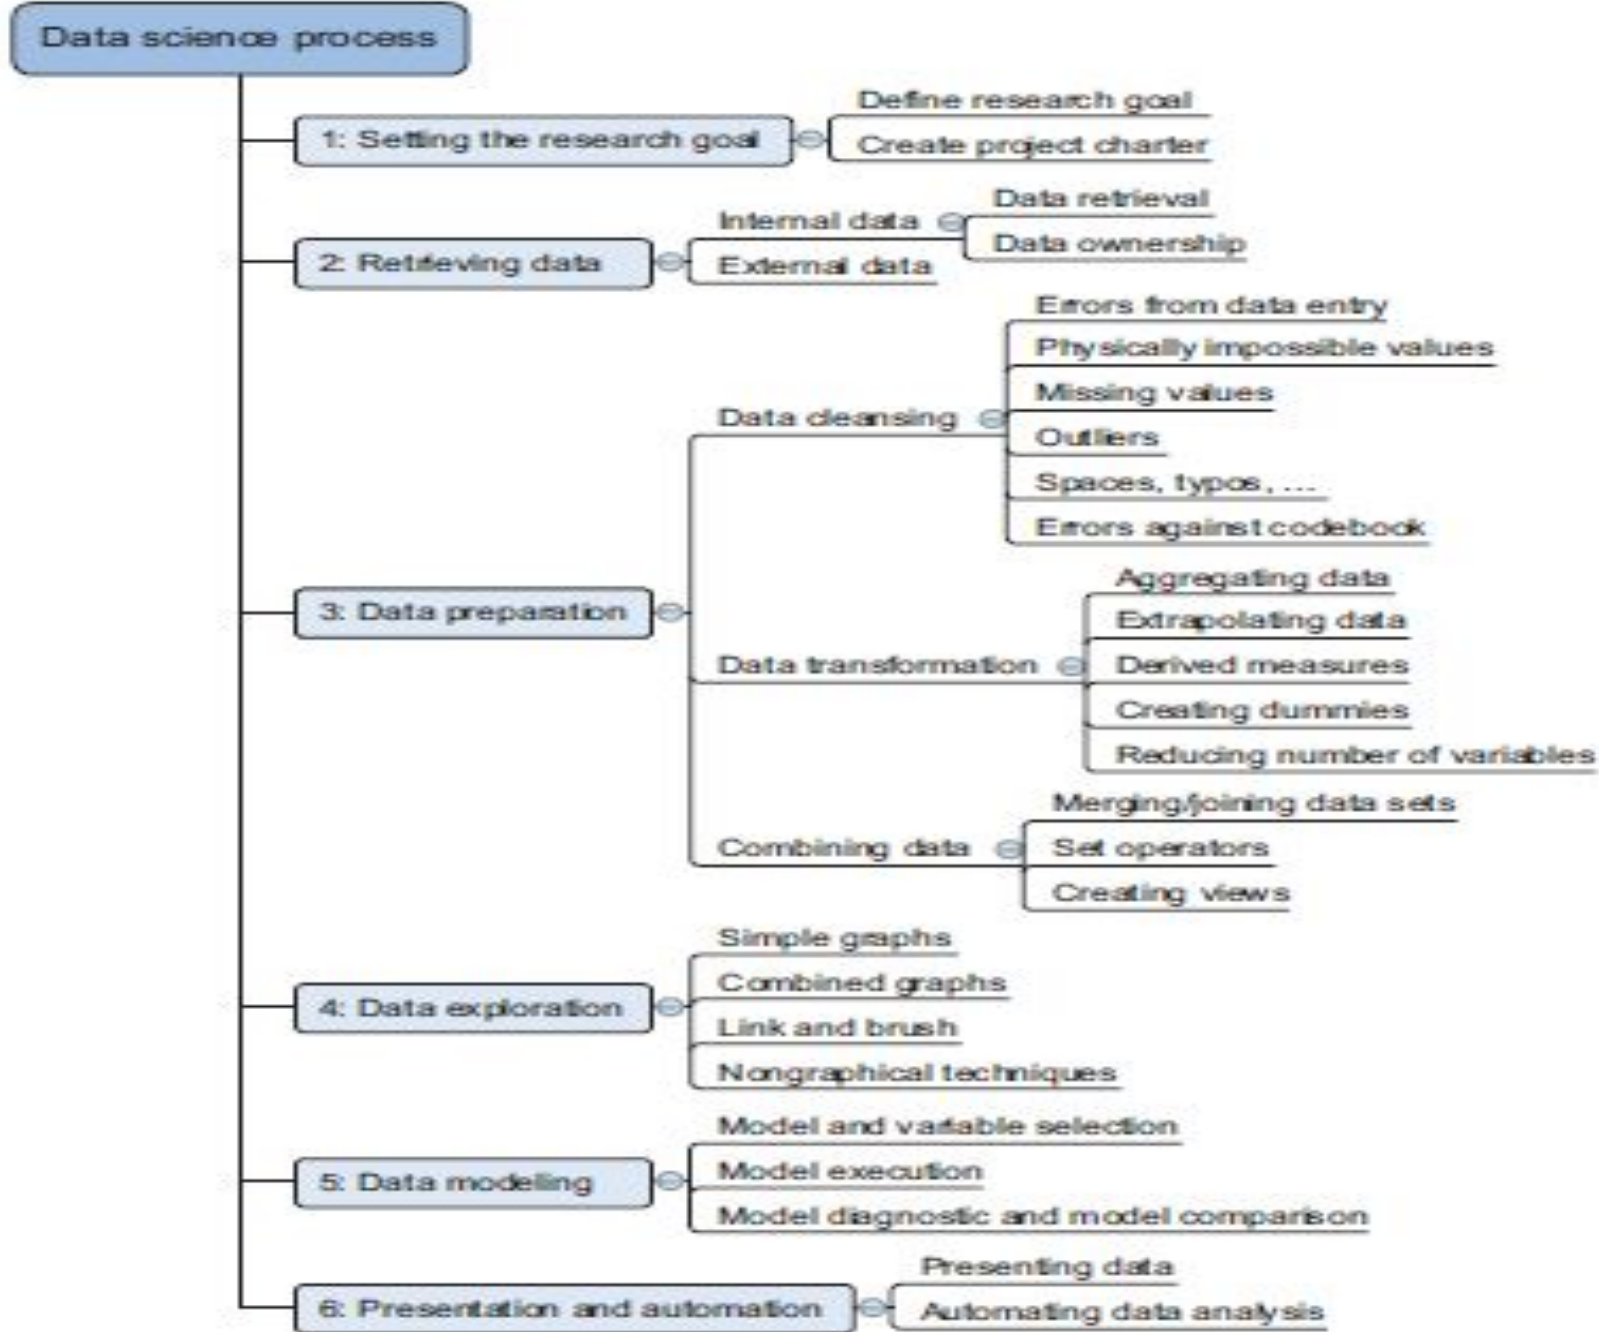 Data science process
1: Setting the research goal
Define research goal
Create project charter
2: Retrieving data
Internal data
Data retrieval
Data ownership
External data
3: Data preparation
Data cleansing
Errors from data entry
Physically impossible values
Missing values
Outliers
Spaces, typos, ...
Errors against codebook
Data transformation
Aggregating data
Extrapolating data
Derived measures
Creating dummies
Reducing number of variables
Combining data
Merging/joining data sets
Set operators
Creating views
4: Data exploration
Simple graphs
Combined graphs
Link and brush
Nongraphical techniques
5: Data modeling
Model and variable selection
Model execution
Model diagnostic and model comparison
6: Presentation and automation
Presenting data
Automating data analysis